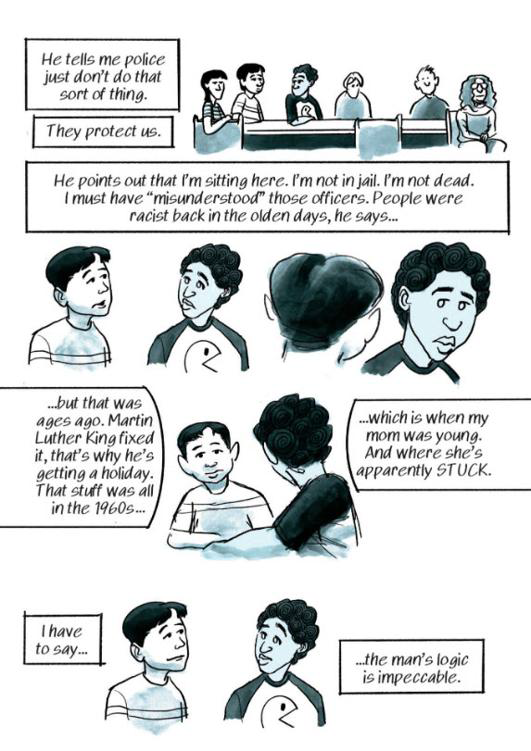 He tells me police
just don't do that
sort of thing.
They protect us.
He points out that I'm sitting here. I'm not in jail. I'm not dead.
I must have "misunderstood" those officers. People were
racist back in the olden days, he says...
...but that was
ages ago. Martin
Luther King fixed
it, that's why he's
getting a holiday.
That stuff was all
in the 1960s...
...which is when my
mom was young.
And where she's
apparently STUCK.
I have
to say...
...the man's logic
is impeccable.